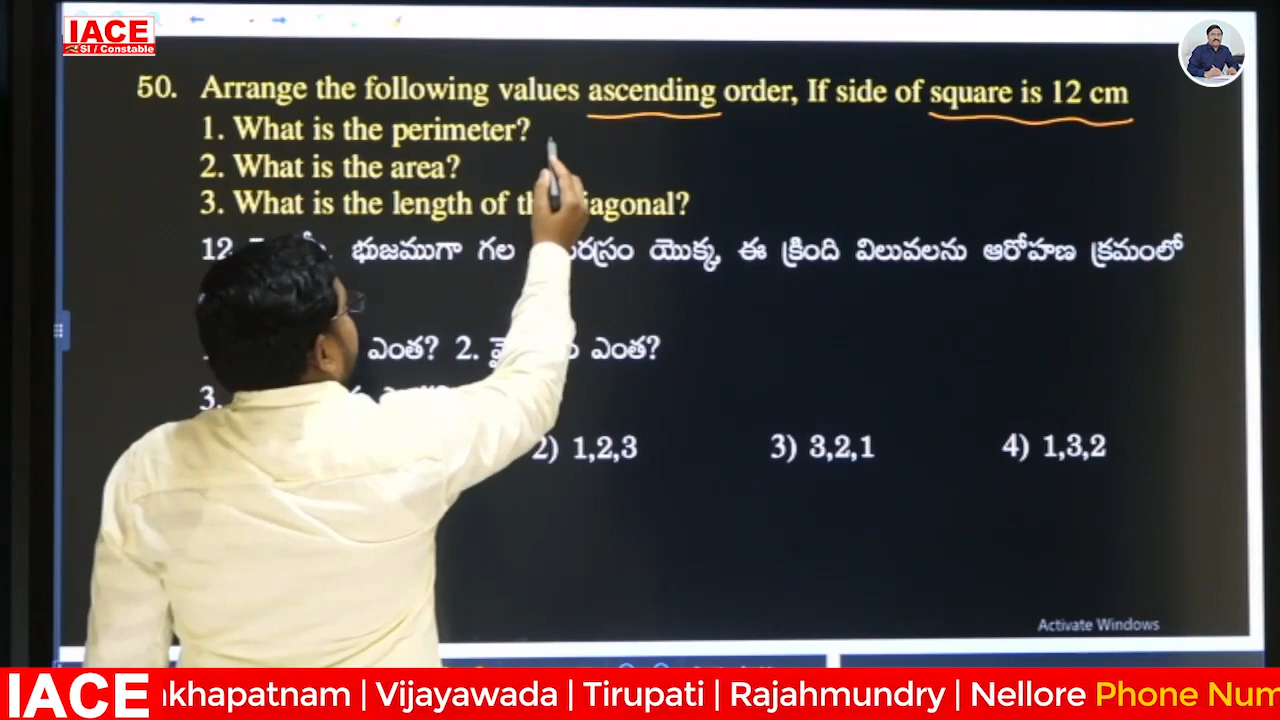 IACE
SI / Constable
50. Arrange the following values ascending order, If side of square is 12 cm
1. What is the perimeter?
2. What is the area?
3. What is the length of th iagonal?
12 భుజముగా గల రస్రం యొక్క ఈ క్రింది విలువలను ఆరోహణ క్రమంలో
ఎంత? 2. ఎంత?
3.
2) 1,2,3 3) 3,2,1 4) 1,3,2
Activate Windows
IACE khapatnam | Vijayawada | Tirupati | Rajahmundry | Nellore Phone Num